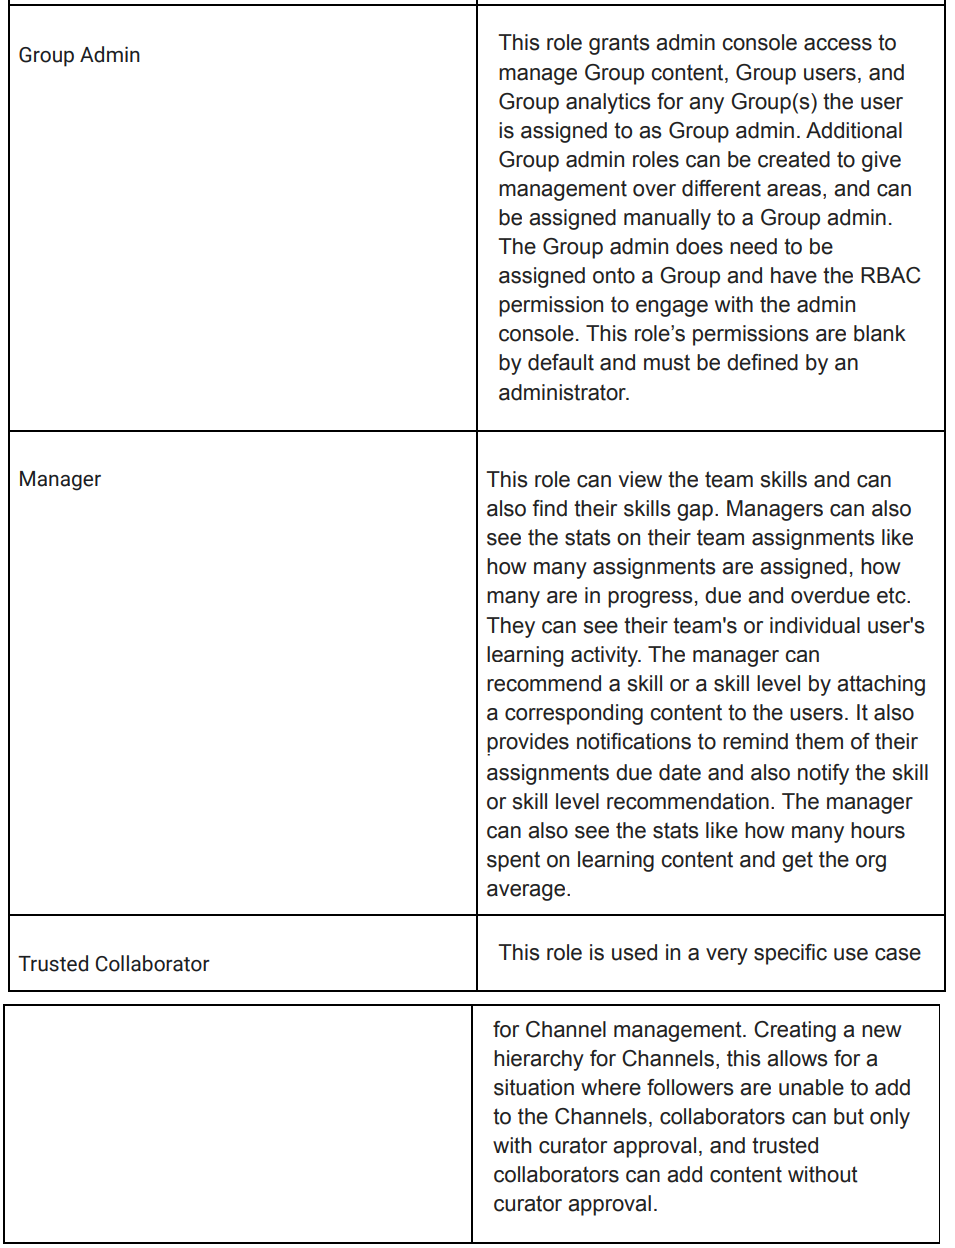 Group Admin
This role grants admin console access to
manage Group content, Group users, and
Group analytics for any Group(s) the user
is assigned to as Group admin. Additional
Group admin roles can be created to give
management over different areas, and can
be assigned manually to a Group admin.
The Group admin does need to be
assigned onto a Group and have the RBAC
permission to engage with the admin
console. This role’s permissions are blank
by default and must be defined by an
administrator.
Manager
This role can view the team skills and can
also find their skills gap. Managers can also
see the stats on their team assignments like
how many assignments are assigned, how
many are in progress, due and overdue etc.
They can see their team's or individual user's
learning activity. The manager can
recommend a skill or a skill level by attaching
a corresponding content to the users. It also
provides notifications to remind them of their
assignments due date and also notify the skill
or skill level recommendation. The manager
can also see the stats like how many hours
spent on learning content and get the org
average.
Trusted Collaborator
This role is used in a very specific use case
for Channel management. Creating a new
hierarchy for Channels, this allows for a
situation where followers are unable to add
to the Channels, collaborators can but only
with curator approval, and trusted
collaborators can add content without
curator approval.